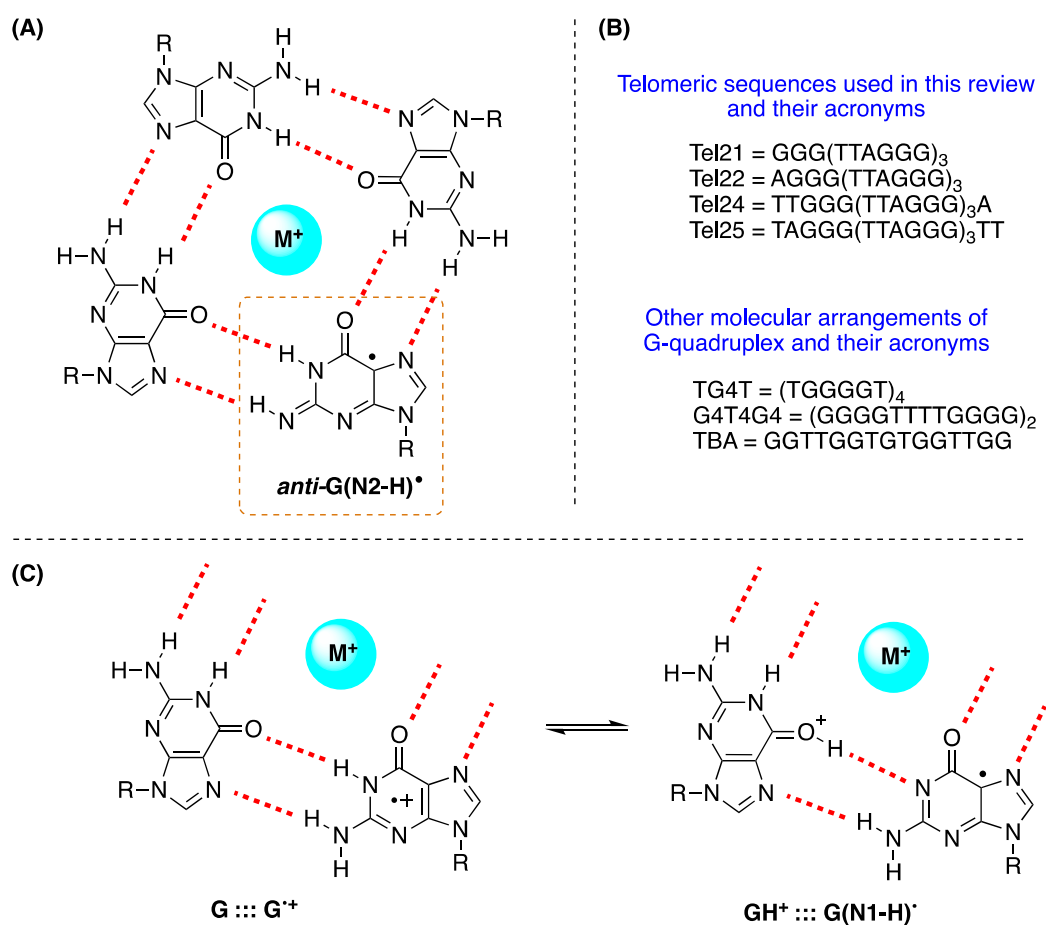 (A)
R
H
N
N
N
H
N
N
H
N
O
N
N
R
O
N
N
H
N
H
H
M⁺
H
H
H–N
N
N
O
R–N
N
H
N
O
•
N
H
N
N
N
R
anti-G(N2-H)•
(B)
Telomeric sequences used in this review
and their acronyms
Tel21 = GGG(TTAGGG)₃
Tel22 = AGGG(TTAGGG)₃
Tel24 = TTGGG(TTAGGG)₃A
Tel25 = TAGGG(TTAGGG)₃TT
Other molecular arrangements of
G-quadruplex and their acronyms
TG4T = (TGGGGT)₄
G4T4G4 = (GGGGTTTTGGGG)₂
TBA = GGTTGGTGTGGTTGG
(C)
H
H
H–N
N
N
O
R–N
N
M⁺
O
H
N
N
•+
H
N
N
N
H
R
G ::: G•+
H
H
H–N
N
N
O⁺
H
R–N
N
M⁺
O
N
N
•
H
N
N
N
H
R
GH⁺ ::: G(N1-H)•